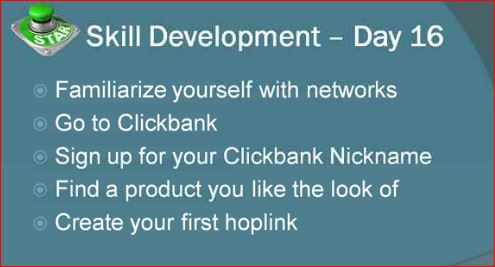 START
Skill Development – Day 16
Familiarize yourself with networks
Go to Clickbank
Sign up for your Clickbank Nickname
Find a product you like the look of
Create your first hoplink